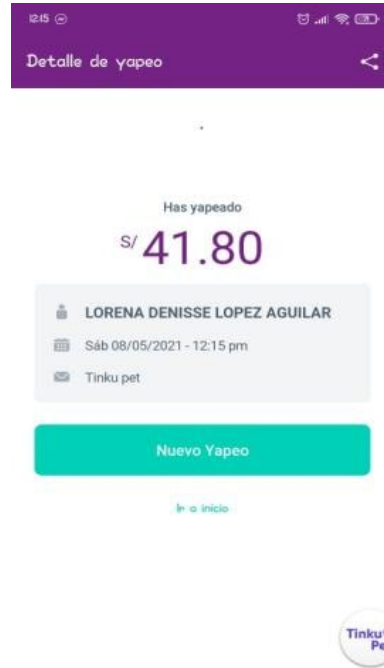 12:15
Detalle de yapeo
Has yapeado
S/ 41.80
LORENA DENISSE LOPEZ AGUILAR
Sáb 08/05/2021 - 12:15 pm
Tinku pet
Nuevo Yapeo
Ir a inicio
Tinku
Pe